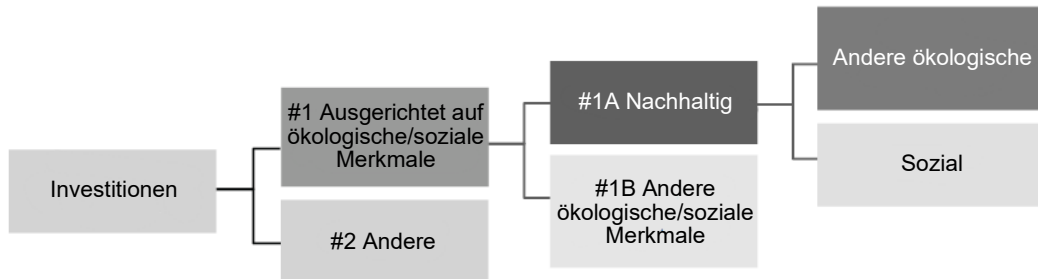 Investitionen
#1 Ausgerichtet auf
ökologische/soziale
Merkmale
#2 Andere
#1A Nachhaltig
#1B Andere
ökologische/soziale
Merkmale
Andere ökologische
Sozial